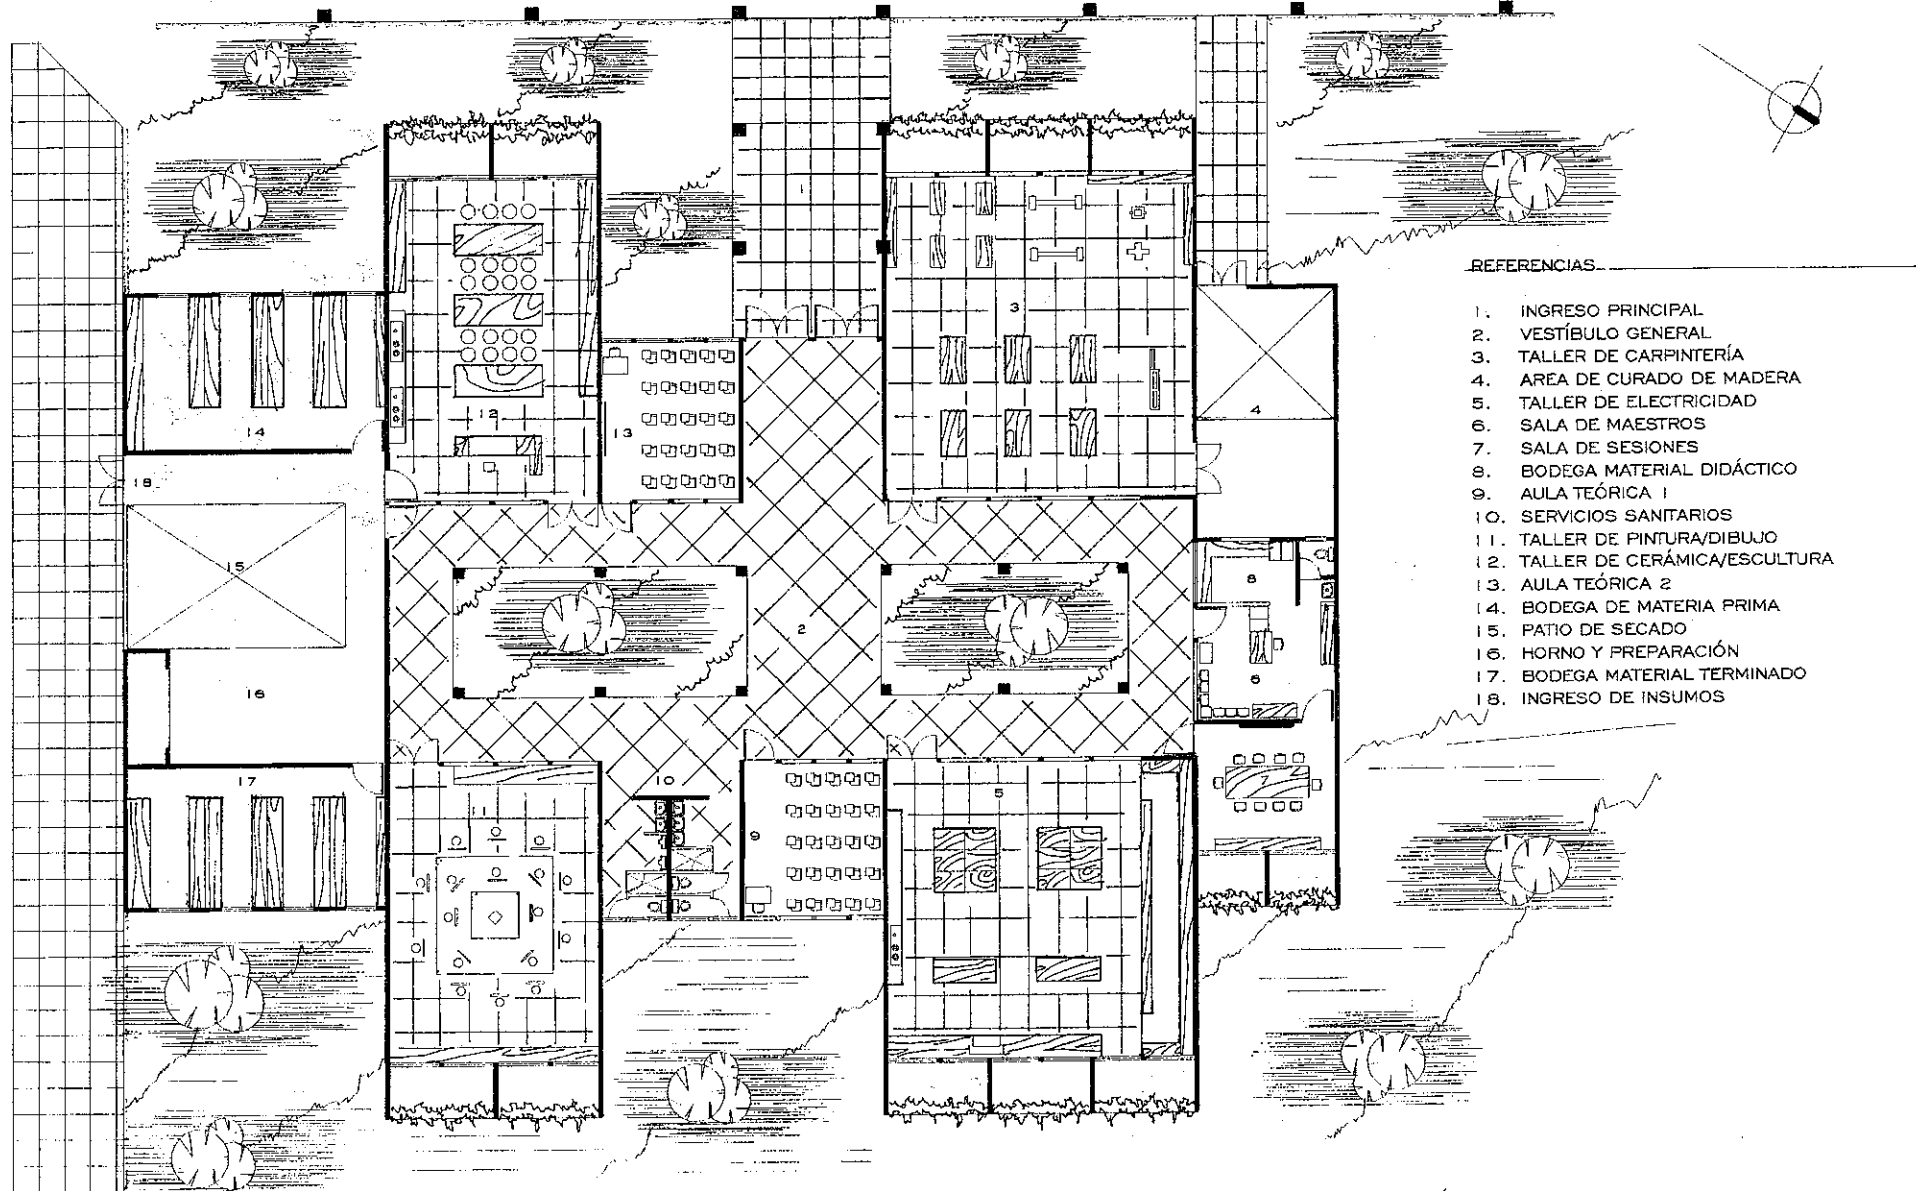 REFERENCIAS
1. INGRESO PRINCIPAL
2. VESTÍBULO GENERAL
3. TALLER DE CARPINTERÍA
4. AREA DE CURADO DE MADERA
5. TALLER DE ELECTRICIDAD
6. SALA DE MAESTROS
7. SALA DE SESIONES
8. BODEGA MATERIAL DIDÁCTICO
9. AULA TEÓRICA 1
10. SERVICIOS SANITARIOS
11. TALLER DE PINTURA/DIBUJO
12. TALLER DE CERÁMICA/ESCULTURA
13. AULA TEÓRICA 2
14. BODEGA DE MATERIA PRIMA
15. PATIO DE SECADO
16. HORNO Y PREPARACIÓN
17. BODEGA MATERIAL TERMINADO
18. INGRESO DE INSUMOS
3
4
12
13
14
18
15
8
2
6
16
7
17
10
5
11
9